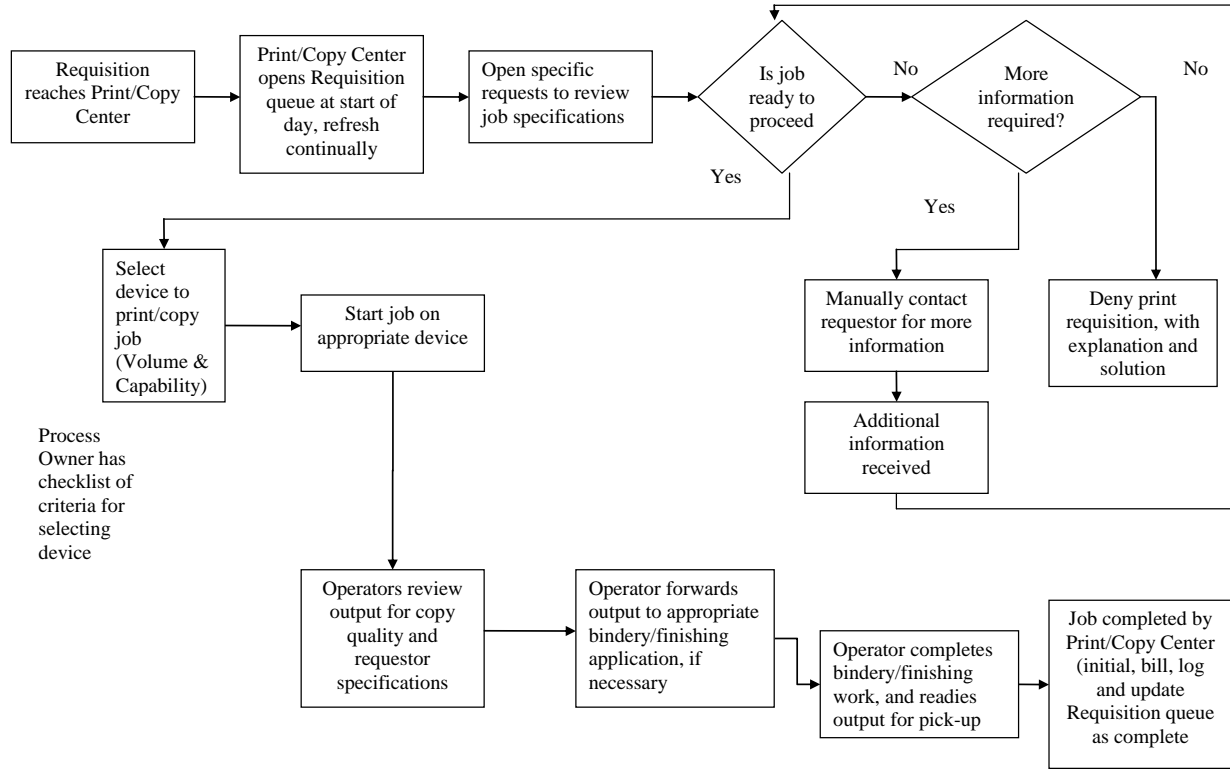 Requisition
reaches Print/Copy
Center
Print/Copy Center
opens Requisition
queue at start of
day, refresh
continually
Open specific
requests to review
job specifications
Is job
ready to
proceed
No
More
information
required?
No
Yes
Yes
Select
device to
print/copy
job
(Volume &
Capability)
Start job on
appropriate device
Manually contact
requestor for more
information
Deny print
requisition, with
explanation and
solution
Additional
information
received
Process
Owner has
checklist of
criteria for
selecting
device
Operators review
output for copy
quality and
requestor
specifications
Operator forwards
output to appropriate
bindery/finishing
application, if
necessary
Operator completes
bindery/finishing
work, and readies
output for pick-up
Job completed by
Print/Copy Center
(initial, bill, log
and update
Requisition queue
as complete